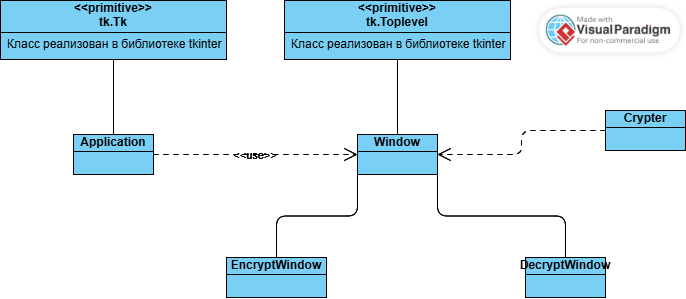 <<primitive>>
tk.Tk
Класс реализован в библиотеке tkinter
<<primitive>>
tk.Toplevel
Класс реализован в библиотеке tkinter
Made with
Visual Paradigm
For non-commercial use
Crypter
Application
Window
<<use>>
EncryptWindow
DecryptWindow